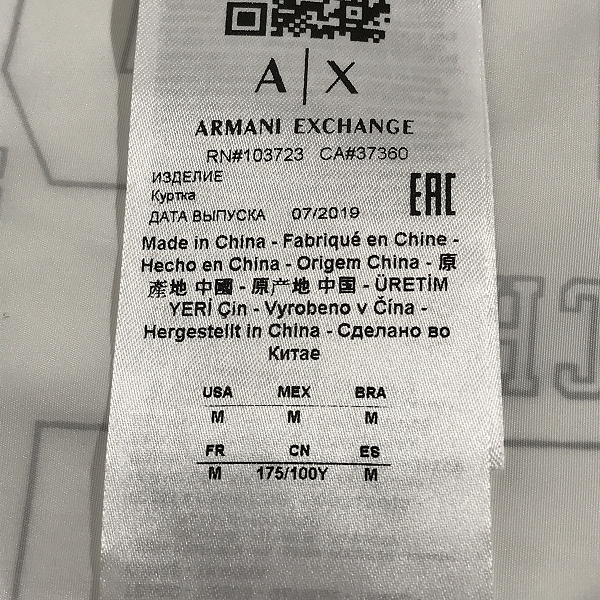 A|X
ARMANI EXCHANGE
RN#103723 CA#37360
ИЗДЕЛИЕ
Куртка
ДАТА ВЫПУСКА 07/2019
EAC
Made in China - Fabriqué en Chine -
Hecho en China - Origem China - 原
產地 中國 - 原产地 中国 - ÜRETİM
YERİ Çin - Vyrobeno v Čína -
Hergestellt in China - Сделано во
Китае
USA MEX BRA
M M M
FR CN ES
M 175/100Y M
CH